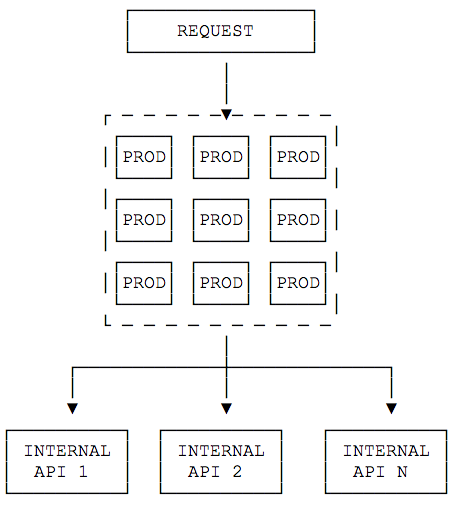 REQUEST
PROD PROD PROD
PROD PROD PROD
PROD PROD PROD
INTERNAL INTERNAL INTERNAL
API 1 API 2 API N